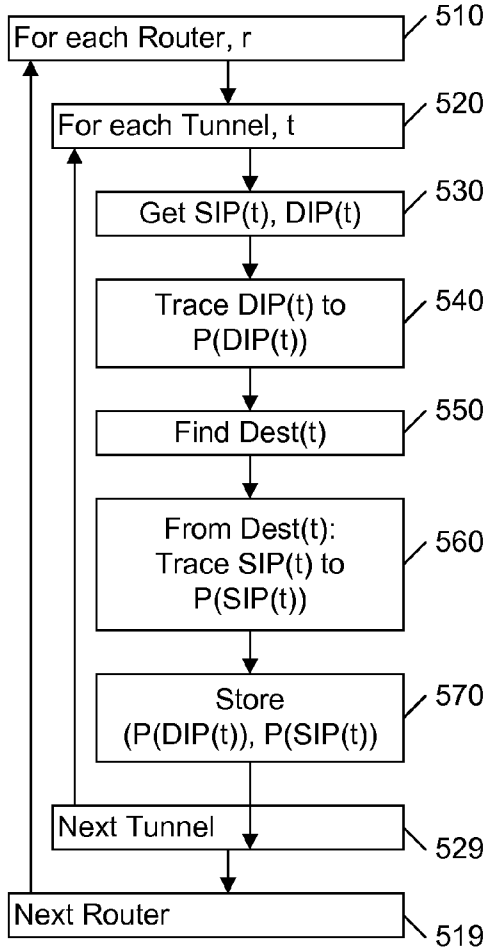 510
For each Router, r
520
For each Tunnel, t
530
Get SIP(t), DIP(t)
540
Trace DIP(t) to
P(DIP(t))
550
Find Dest(t)
560
From Dest(t):
Trace SIP(t) to
P(SIP(t))
570
Store
(P(DIP(t)), P(SIP(t))
Next Tunnel
529
Next Router
519